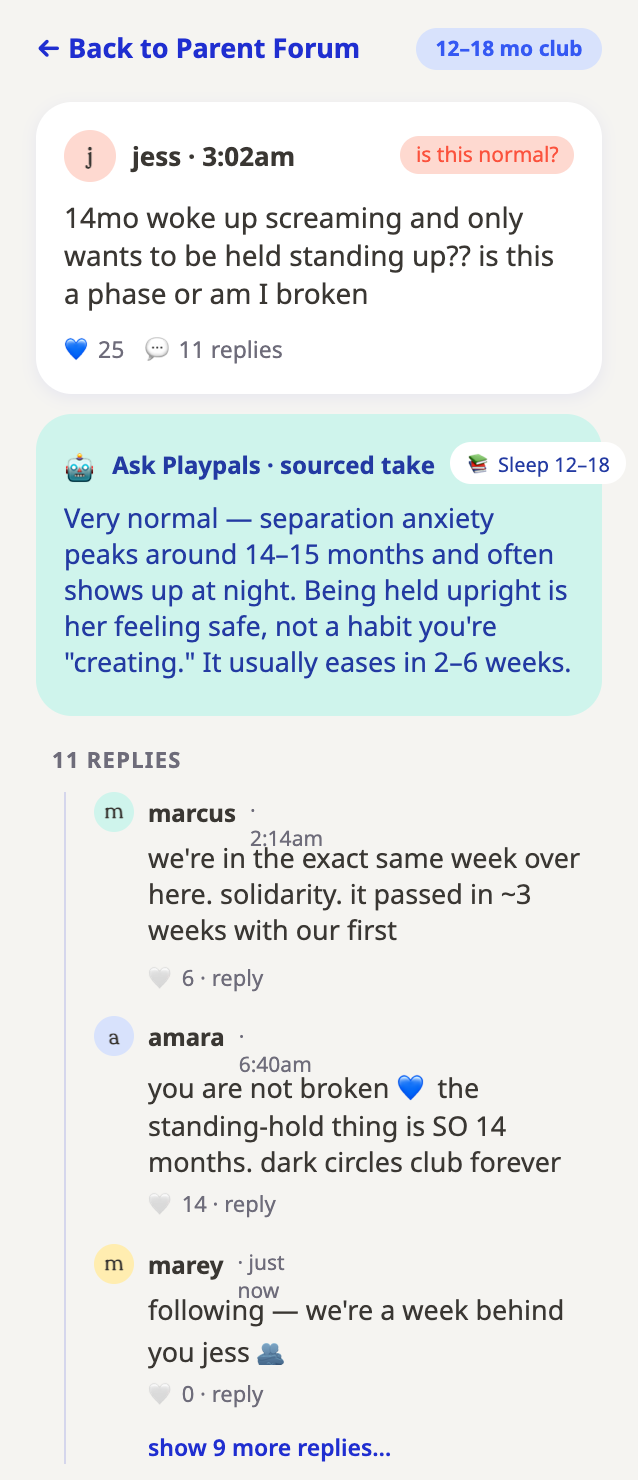 ← Back to Parent Forum
12–18 mo club
j
jess · 3:02am
is this normal?
14mo woke up screaming and only
wants to be held standing up?? is this
a phase or am I broken
💙 25 💬 11 replies
🤖 Ask Playpals · sourced take
📚 Sleep 12–18
Very normal — separation anxiety
peaks around 14–15 months and often
shows up at night. Being held upright is
her feeling safe, not a habit you're
"creating." It usually eases in 2–6 weeks.
11 REPLIES
m
marcus ·
2:14am
we're in the exact same week over
here. solidarity. it passed in ~3
weeks with our first
🤍 6 · reply
a
amara ·
6:40am
you are not broken 💙 the
standing-hold thing is SO 14
months. dark circles club forever
🤍 14 · reply
m
marey · just
now
following — we're a week behind
you jess 🫂
🤍 0 · reply
show 9 more replies...